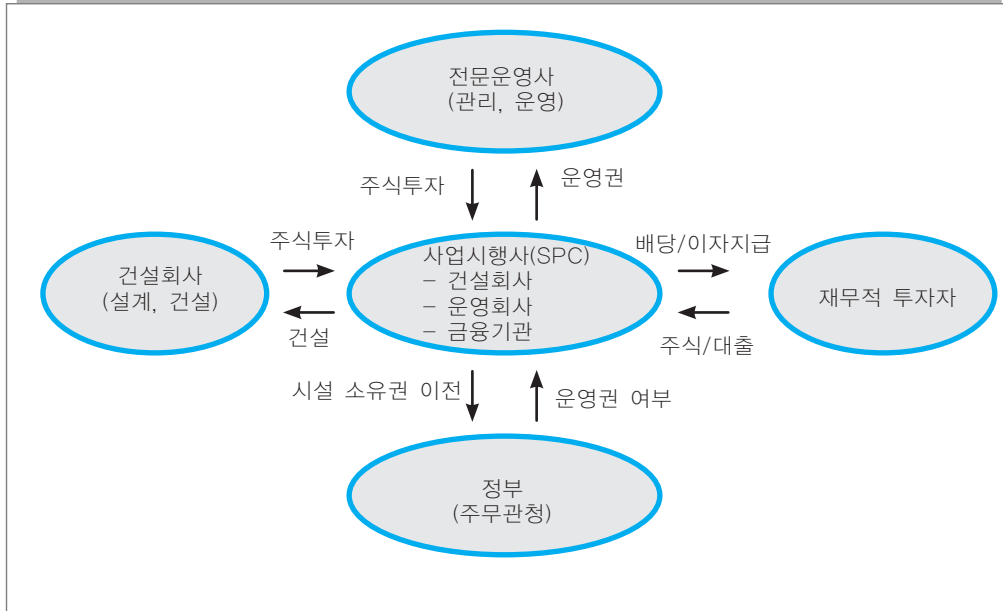 전문운영사
(관리, 운영)
주식투자
운영권
주식투자
사업시행사(SPC)
배당/이자지급
건설회사
(설계, 건설)
– 건설회사
– 운영회사
– 금융기관
재무적 투자자
건설
주식/대출
시설 소유권 이전
운영권 여부
정부
(주무관청)